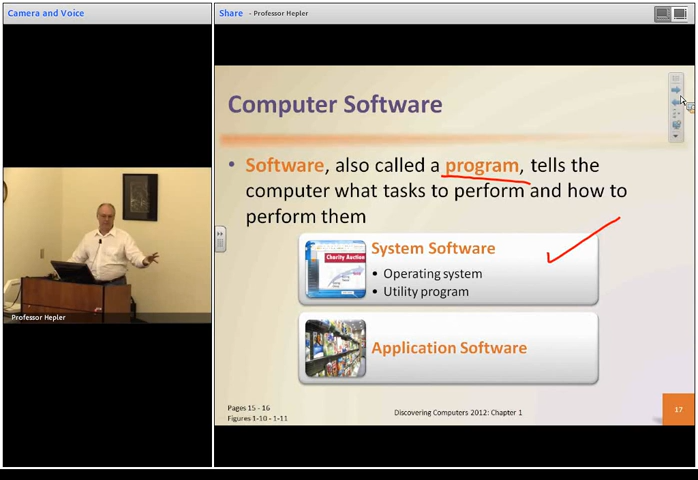 Camera and Voice
Share - Professor Hepler
Computer Software
• Software, also called a program, tells the
computer what tasks to perform and how to
perform them
System Software
• Operating system
• Utility program
Charity Auction
Application Software
Professor Hepler
Pages 15 - 16
Figures 1-10 - 1-11
Discovering Computers 2012: Chapter 1
17